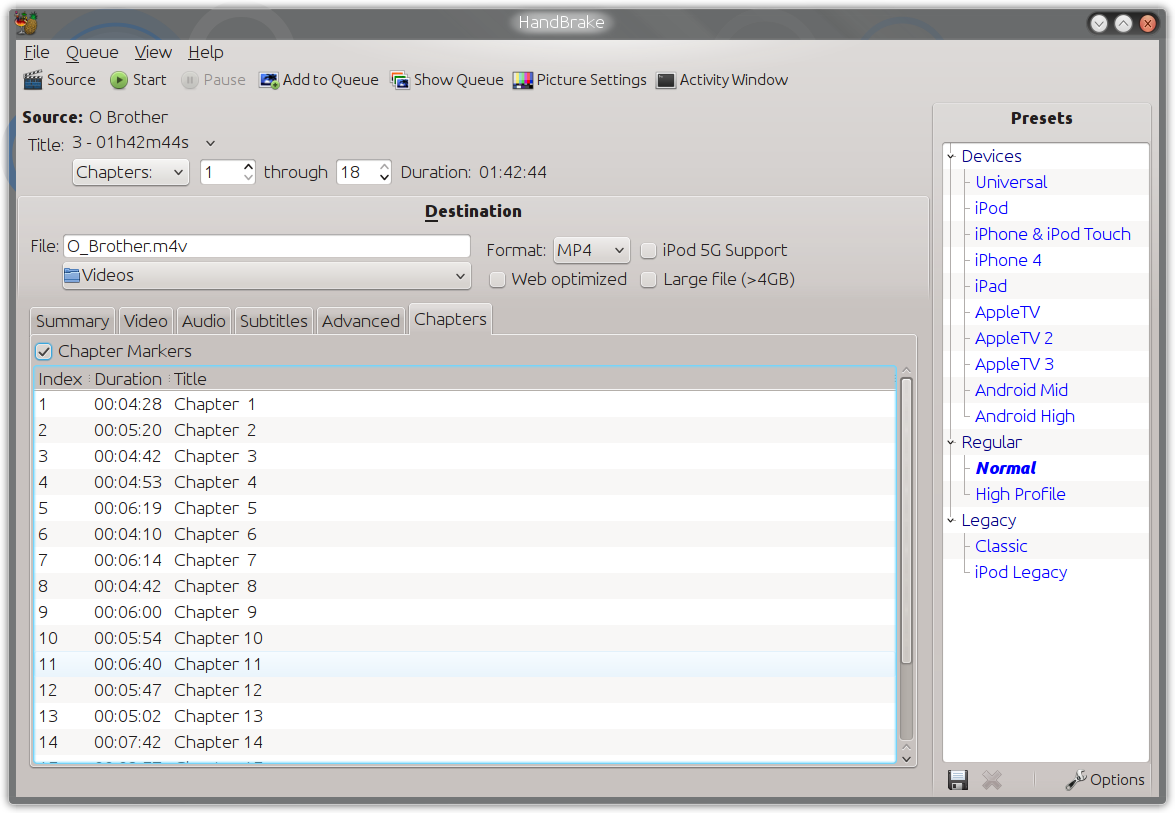 HandBrake
File Queue View Help
Source Start Pause Add to Queue Show Queue Picture Settings Activity Window
Source: O Brother
Title: 3 - 01h42m44s
Chapters: 1 through 18 Duration: 01:42:44
Destination
File: O_Brother.m4v
Videos
Format: MP4 iPod 5G Support
Web optimized Large file (>4GB)
Summary Video Audio Subtitles Advanced Chapters
Chapter Markers
Index Duration Title
1 00:04:28 Chapter 1
2 00:05:20 Chapter 2
3 00:04:42 Chapter 3
4 00:04:53 Chapter 4
5 00:06:19 Chapter 5
6 00:04:10 Chapter 6
7 00:06:14 Chapter 7
8 00:04:42 Chapter 8
9 00:06:00 Chapter 9
10 00:05:54 Chapter 10
11 00:06:40 Chapter 11
12 00:05:47 Chapter 12
13 00:05:02 Chapter 13
14 00:07:42 Chapter 14
Presets
Devices
Universal
iPod
iPhone & iPod Touch
iPhone 4
iPad
AppleTV
AppleTV 2
AppleTV 3
Android Mid
Android High
Regular
Normal
High Profile
Legacy
Classic
iPod Legacy
Options